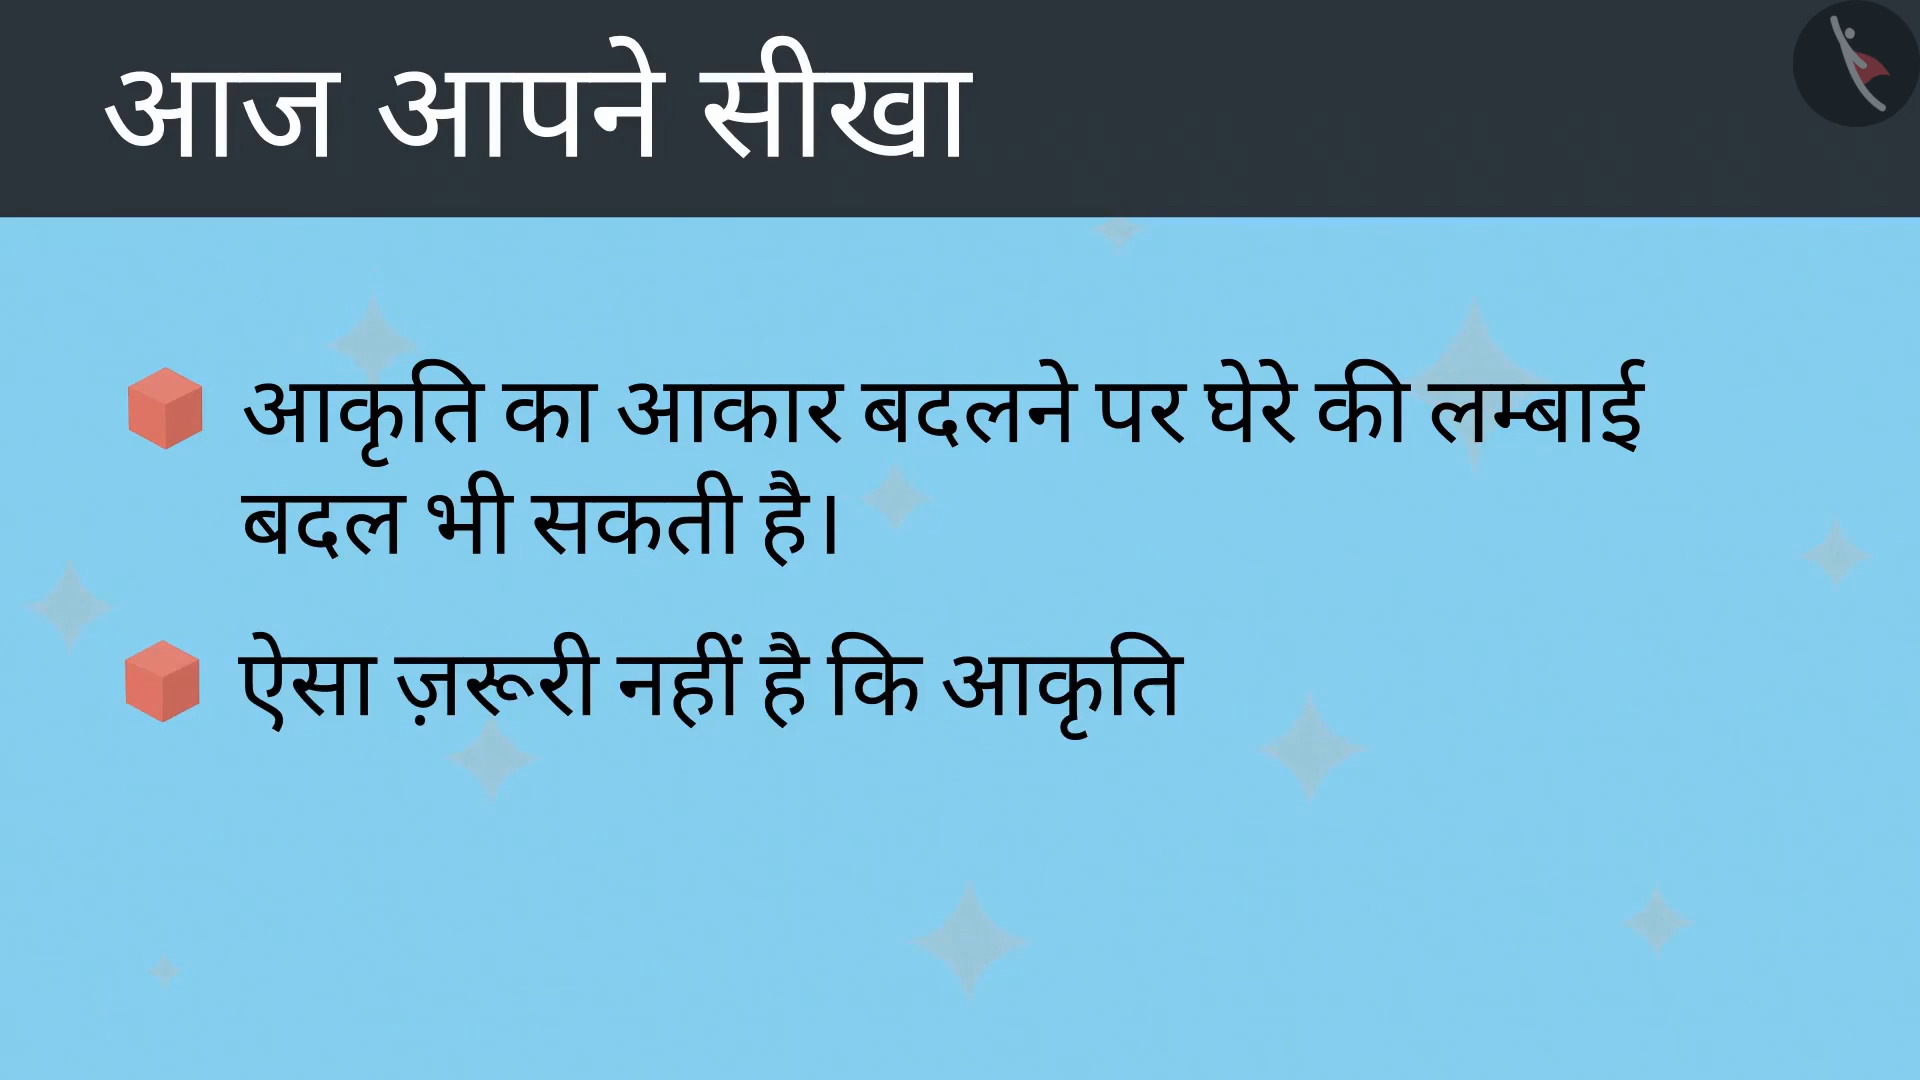 आज आपने सीखा
आकृति का आकार बदलने पर घेरे की लम्बाई
बदल भी सकती है।
ऐसा ज़रूरी नहीं है कि आकृति